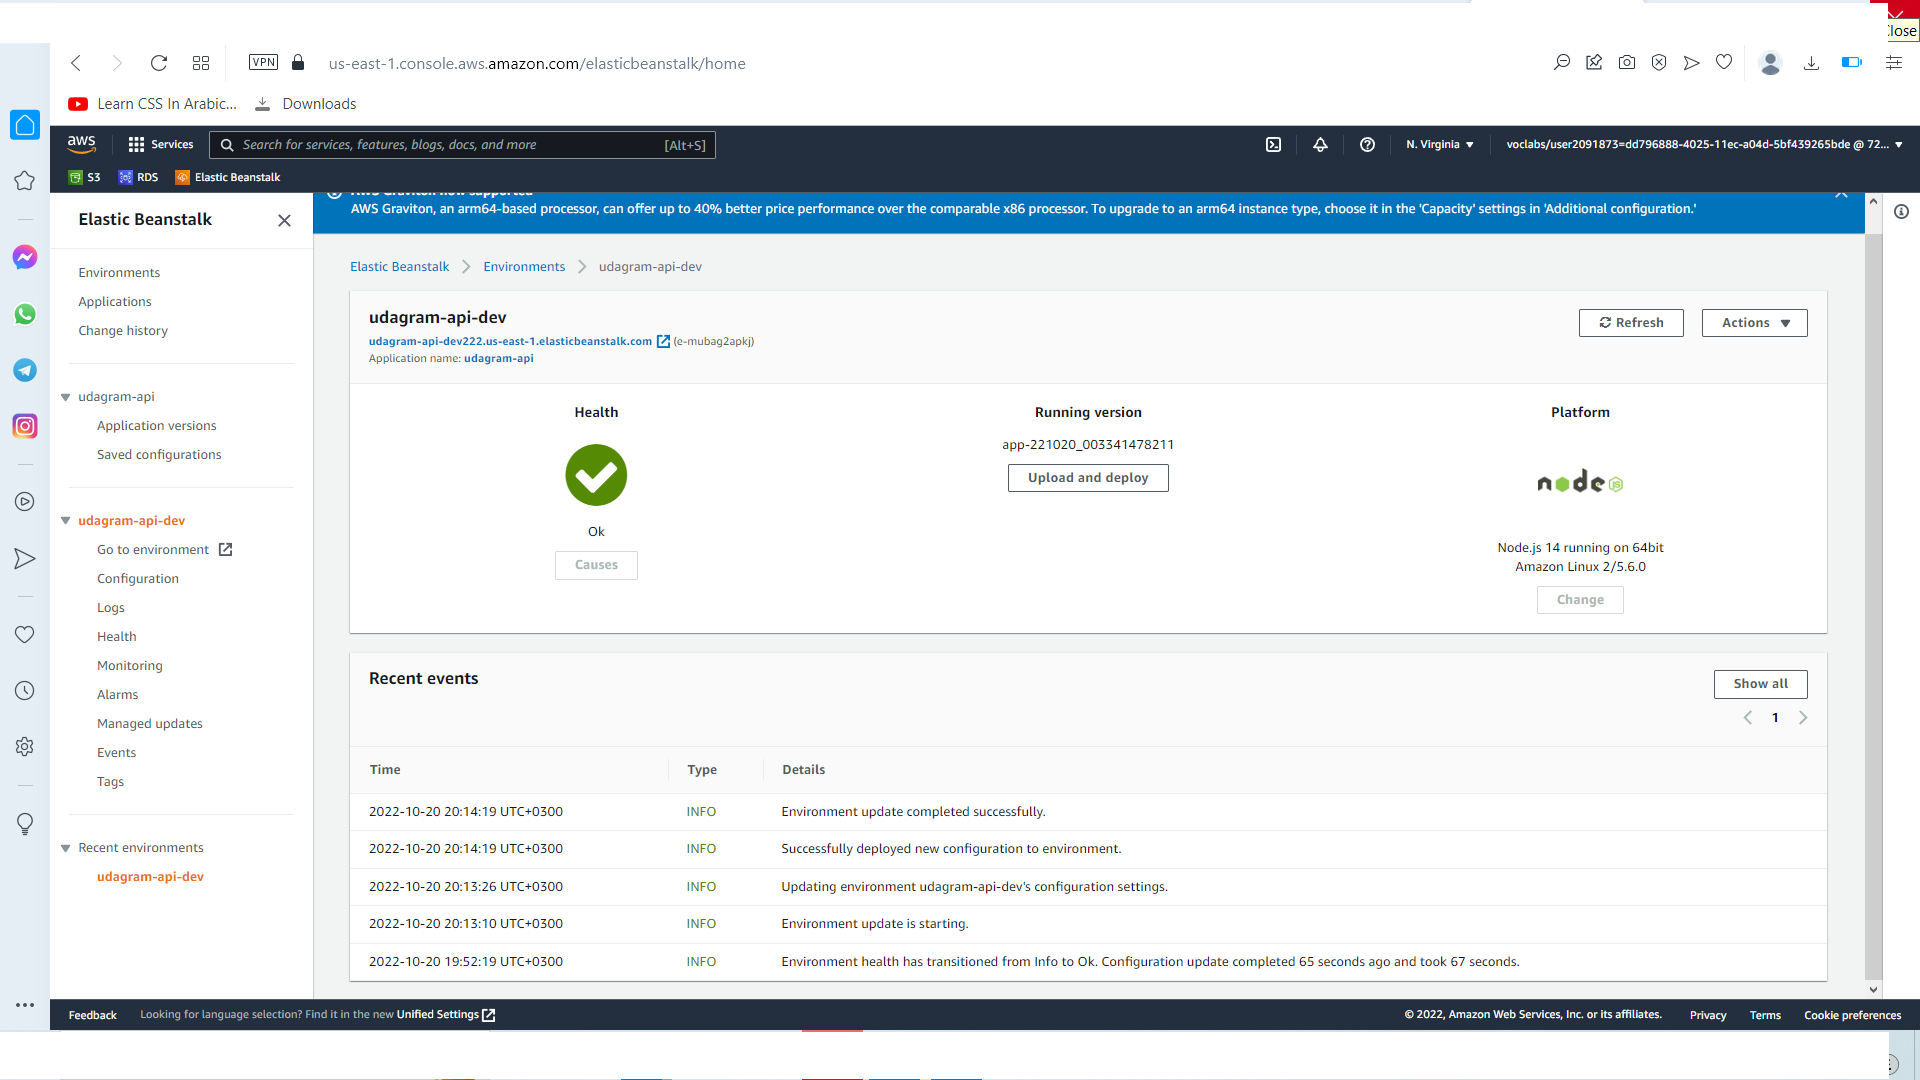 Close
VPN
us-east-1.console.aws.amazon.com/elasticbeanstalk/home
Learn CSS In Arabic...
Downloads
aws
Services
Search for services, features, blogs, docs, and more
[Alt+S]
N. Virginia
voclabs/user2091873=dd796888-4025-11ec-a04d-5bf439265bde @ 72...
S3
RDS
Elastic Beanstalk
Elastic Beanstalk
Environments
Applications
Change history
udagram-api
Application versions
Saved configurations
udagram-api-dev
Go to environment
Configuration
Logs
Health
Monitoring
Alarms
Managed updates
Events
Tags
Recent environments
udagram-api-dev
AWS Graviton now supported
AWS Graviton, an arm64-based processor, can offer up to 40% better price performance over the comparable x86 processor. To upgrade to an arm64 instance type, choose it in the 'Capacity' settings in 'Additional configuration.'
Elastic Beanstalk
Environments
udagram-api-dev
udagram-api-dev
udagram-api-dev222.us-east-1.elasticbeanstalk.com (e-mubag2apkj)
Application name: udagram-api
Refresh
Actions
Health
Ok
Causes
Running version
app-221020_003341478211
Upload and deploy
Platform
node JS
Node.js 14 running on 64bit
Amazon Linux 2/5.6.0
Change
Recent events
Show all
1
Time Type Details
2022-10-20 20:14:19 UTC+0300 INFO Environment update completed successfully.
2022-10-20 20:14:19 UTC+0300 INFO Successfully deployed new configuration to environment.
2022-10-20 20:13:26 UTC+0300 INFO Updating environment udagram-api-dev's configuration settings.
2022-10-20 20:13:10 UTC+0300 INFO Environment update is starting.
2022-10-20 19:52:19 UTC+0300 INFO Environment health has transitioned from Info to Ok. Configuration update completed 65 seconds ago and took 67 seconds.
Feedback
Looking for language selection? Find it in the new Unified Settings
© 2022, Amazon Web Services, Inc. or its affiliates.
Privacy
Terms
Cookie preferences